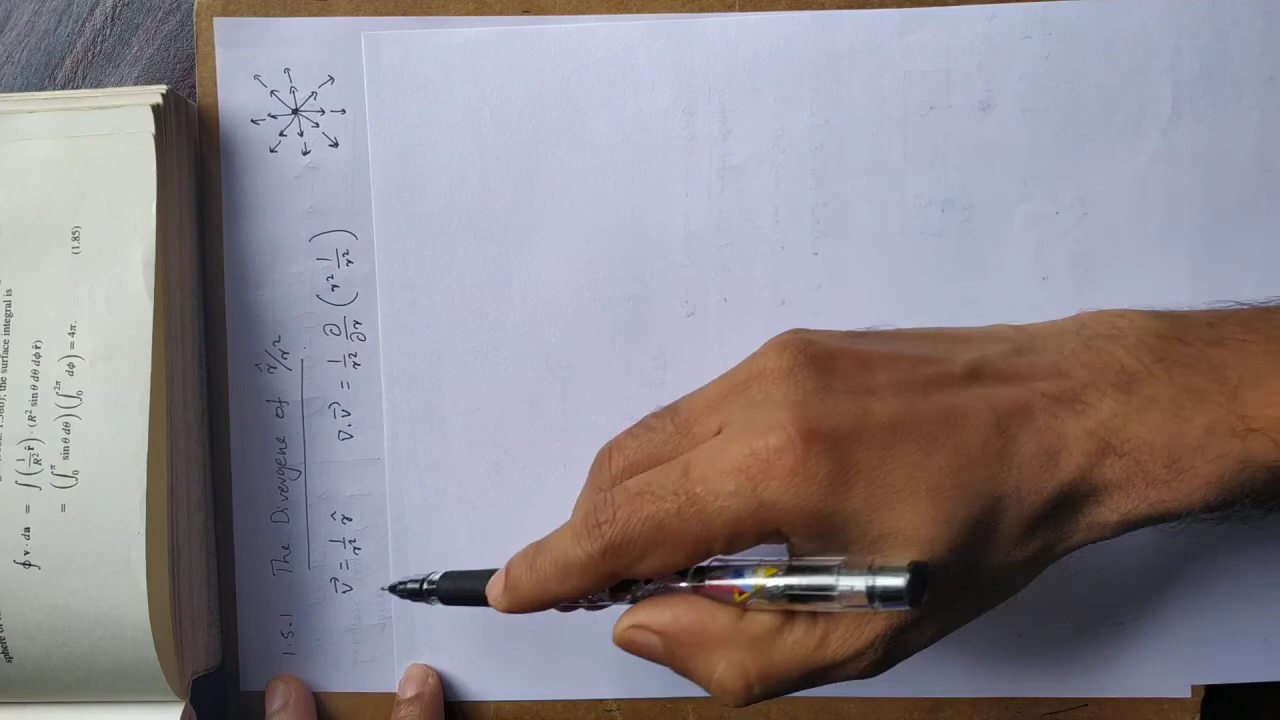 the surface integral is
∮ v · da = ∫ (1/R² r̂) · (R² sin θ dθ dϕ r̂)
= (∫₀^π sin θ dθ) (∫₀^2π dϕ) = 4π. (1.85)
1.5.1 The Divergene of r̂/r²
v⃗ = 1/r² r̂ ∇.v⃗ = 1/r² ∂/∂r (r² 1/r²)